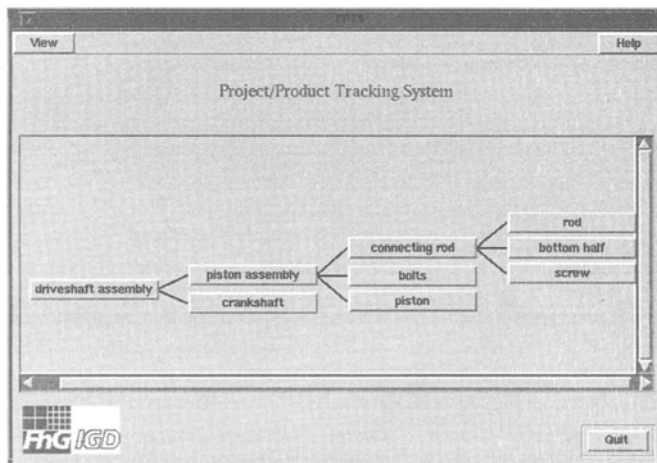 View
Help
Project/Product Tracking System
rod
connecting rod
bottom half
piston assembly
bolts
screw
driveshaft assembly
crankshaft
piston
FhG IGD
Quit